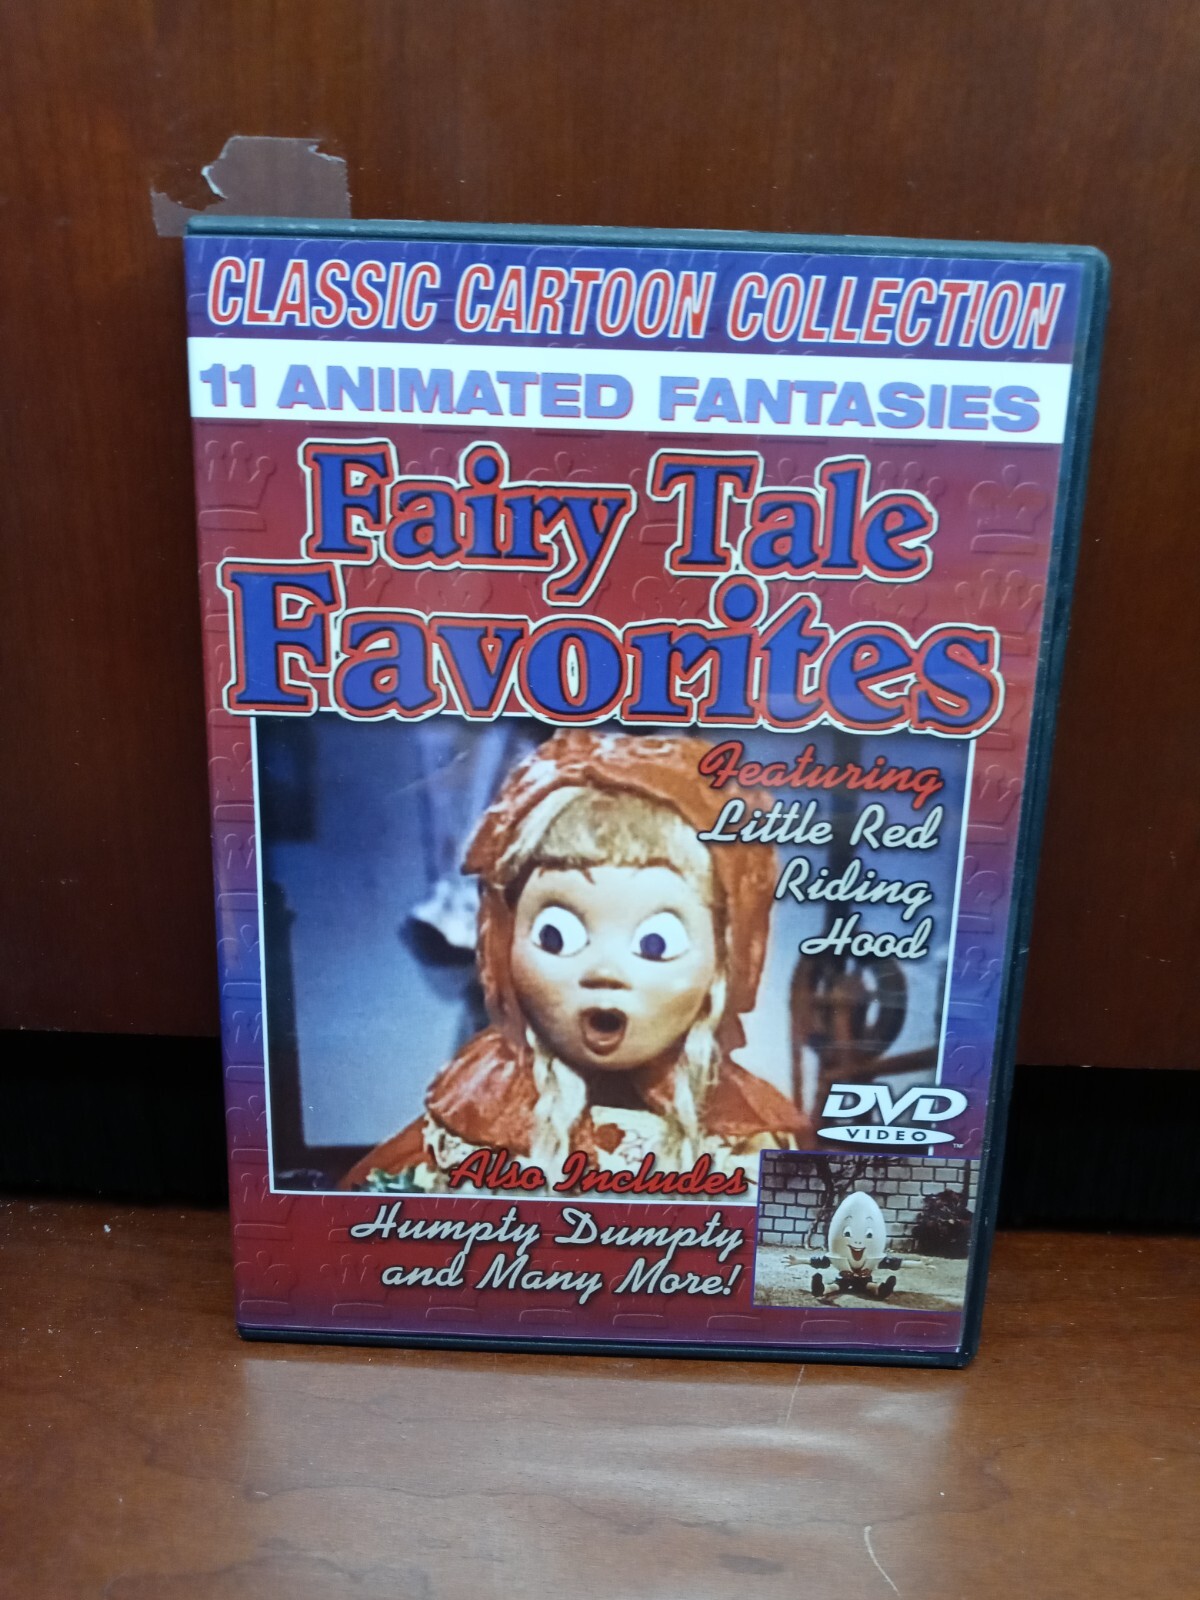 CLASSIC CARTOON COLLECTION
11 ANIMATED FANTASIES
Fairy Tale
Favorites
Featuring
Little Red
Riding
Hood
DVD
VIDEO
TM
Also Includes
Humpty Dumpty
and Many More!